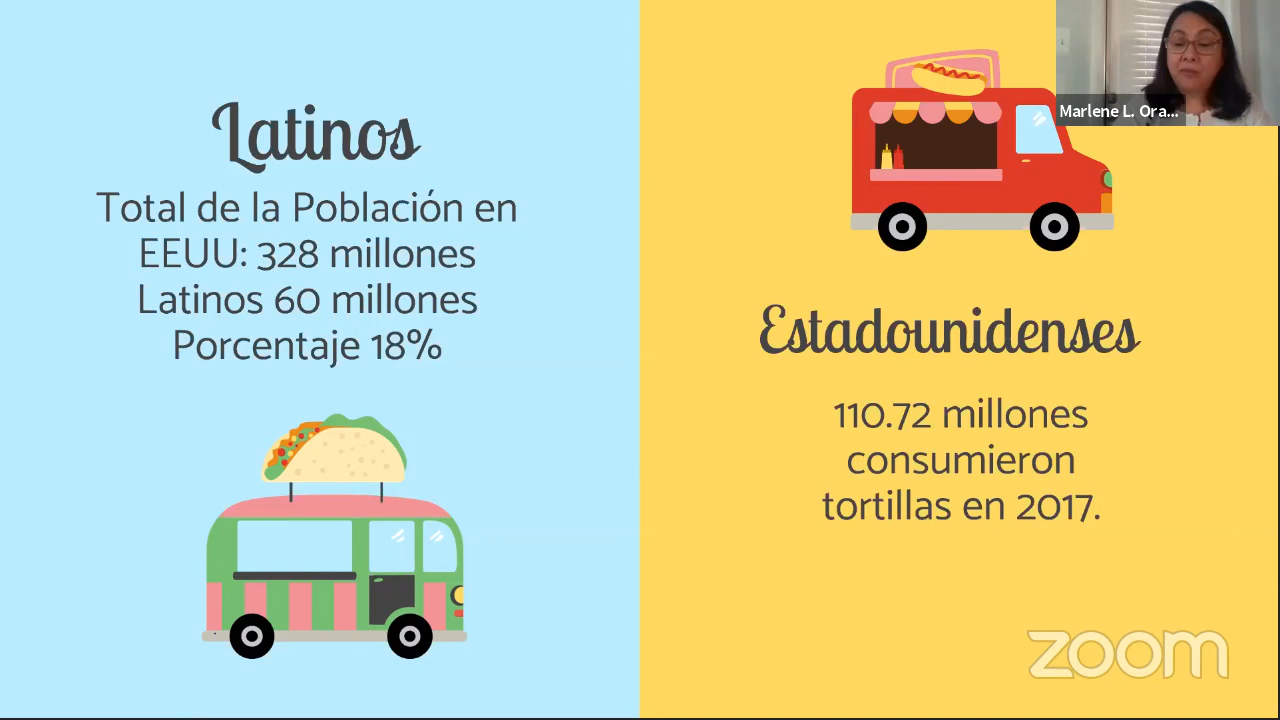 Latinos
Total de la Población en
EEUU: 328 millones
Latinos 60 millones
Porcentaje 18%
Marlene L. Ora...
Estadounidenses
110.72 millones
consumieron
tortillas en 2017.
zoom